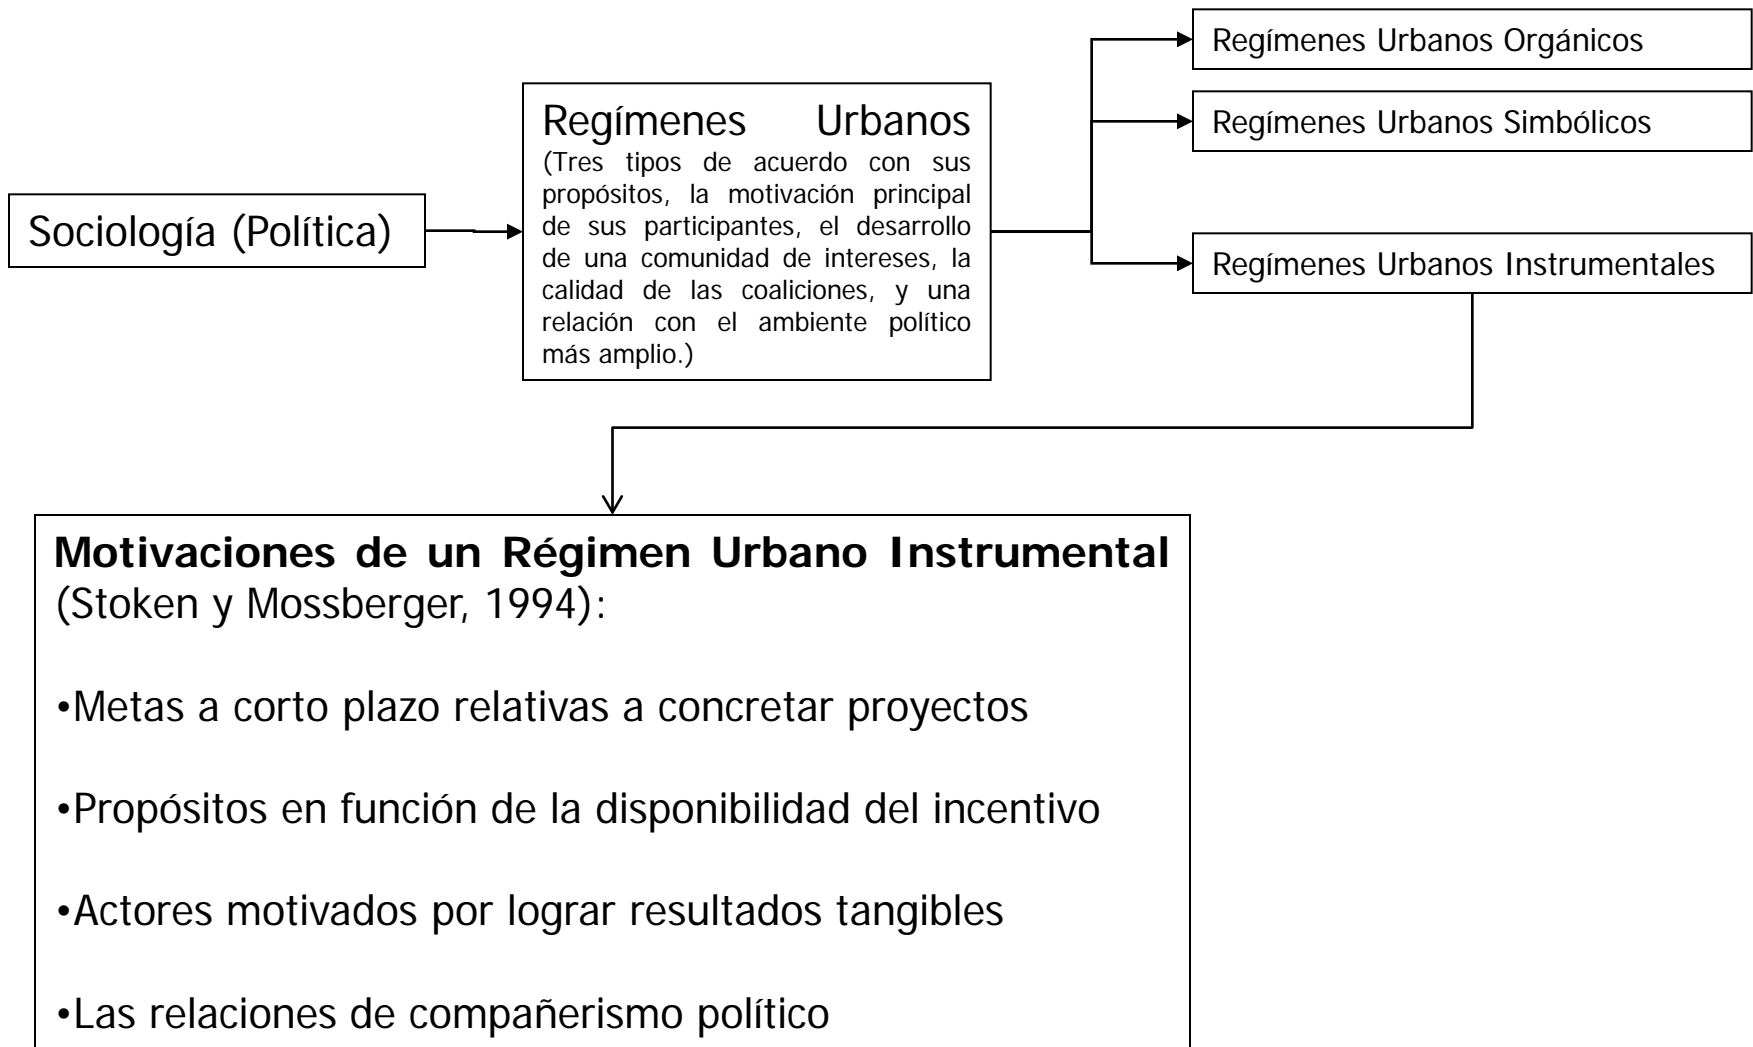 Sociología (Política)
Regímenes Urbanos
(Tres tipos de acuerdo con sus
propósitos, la motivación principal
de sus participantes, el desarrollo
de una comunidad de intereses, la
calidad de las coaliciones, y una
relación con el ambiente político
más amplio.)
Regímenes Urbanos Orgánicos
Regímenes Urbanos Simbólicos
Regímenes Urbanos Instrumentales
Motivaciones de un Régimen Urbano Instrumental
(Stoken y Mossberger, 1994):
•Metas a corto plazo relativas a concretar proyectos
•Propósitos en función de la disponibilidad del incentivo
•Actores motivados por lograr resultados tangibles
•Las relaciones de compañerismo político